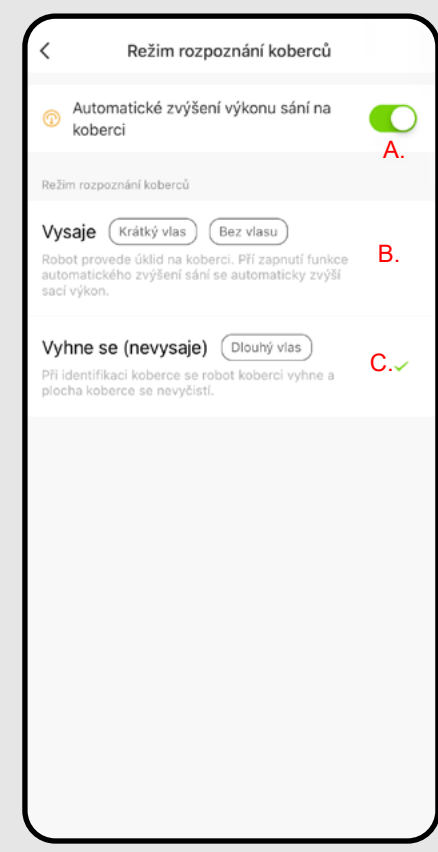 Režim rozpoznání koberců
Automatické zvýšení výkonu sání na
koberci
A.
Režim rozpoznání koberců
Vysaje Krátký vlas Bez vlasu
B.
Robot provede úklid na koberci. Pří zapnutí funkce
automatického zvýšení sání se automaticky zvýší
sací výkon.
Vyhne se (nevysaje) Dlouhý vlas
C.
Při identifikaci koberce se robot koberci vyhne a
plocha koberce se nevyčistí.